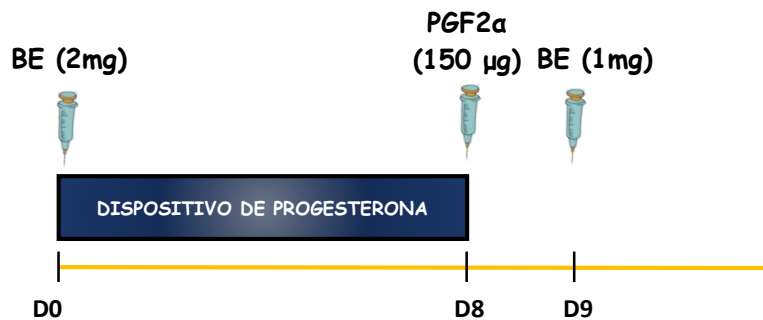 PGF2α
BE (2mg)
(150 µg)
BE (1mg)
DISPOSITIVO DE PROGESTERONA
D0
D8
D9